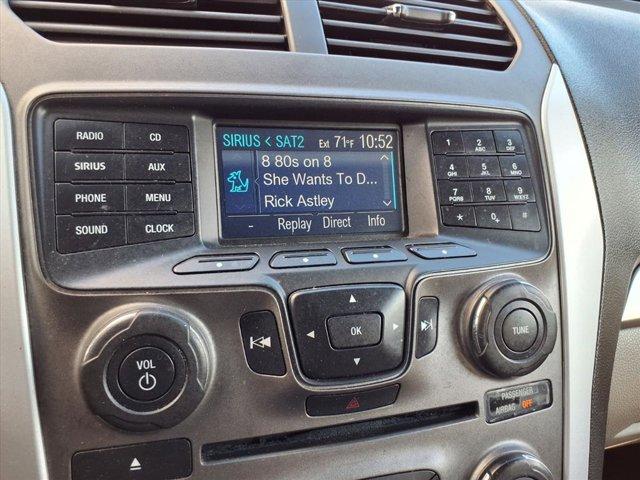 SIRIUS < SAT2 Ext 71°F 10:52
8 80s on 8
She Wants To D...
Rick Astley
- Replay Direct Info
RADIO CD
SIRIUS AUX
PHONE MENU
SOUND CLOCK
1 2 ABC 3 DEF
4 GHI 5 JKL 6 MNO
7 PQRS 8 TUV 9 WXYZ
* 0 #
OK
VOL
TUNE
PASSENGER
AIRBAG OFF